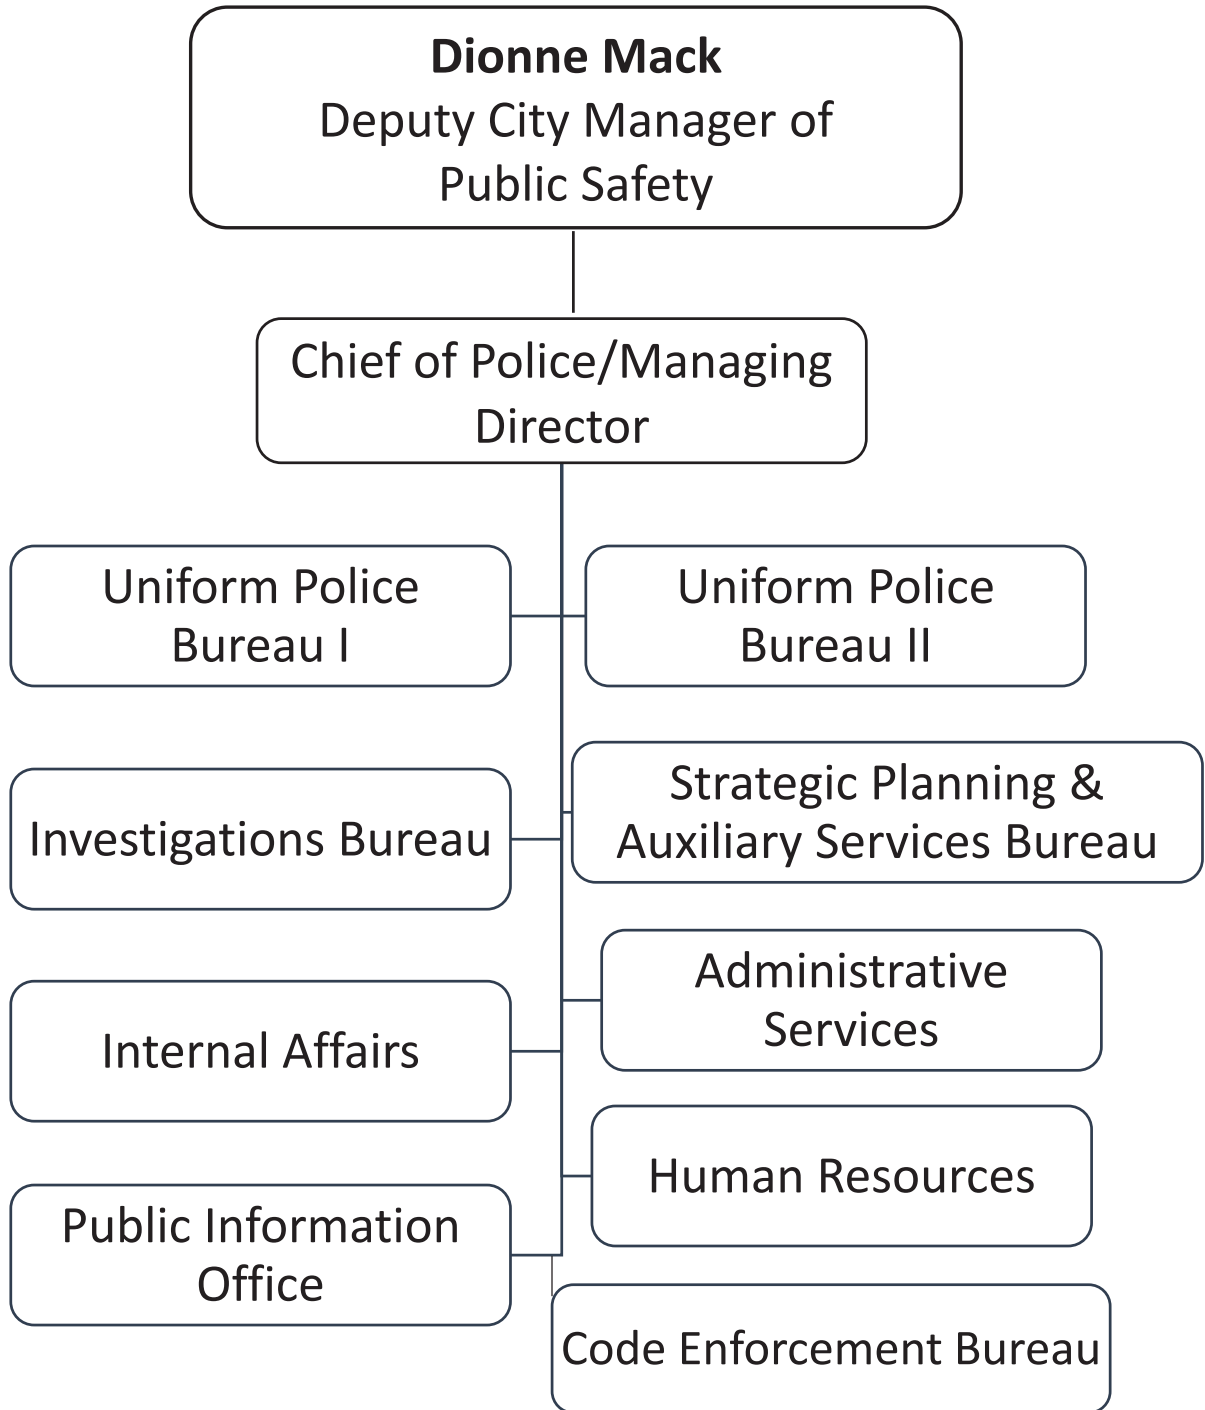 Dionne Mack
Deputy City Manager of
Public Safety
Chief of Police/Managing
Director
Uniform Police
Bureau I
Uniform Police
Bureau II
Investigations Bureau
Strategic Planning &
Auxiliary Services Bureau
Internal Affairs
Administrative
Services
Public Information
Office
Human Resources
Code Enforcement Bureau